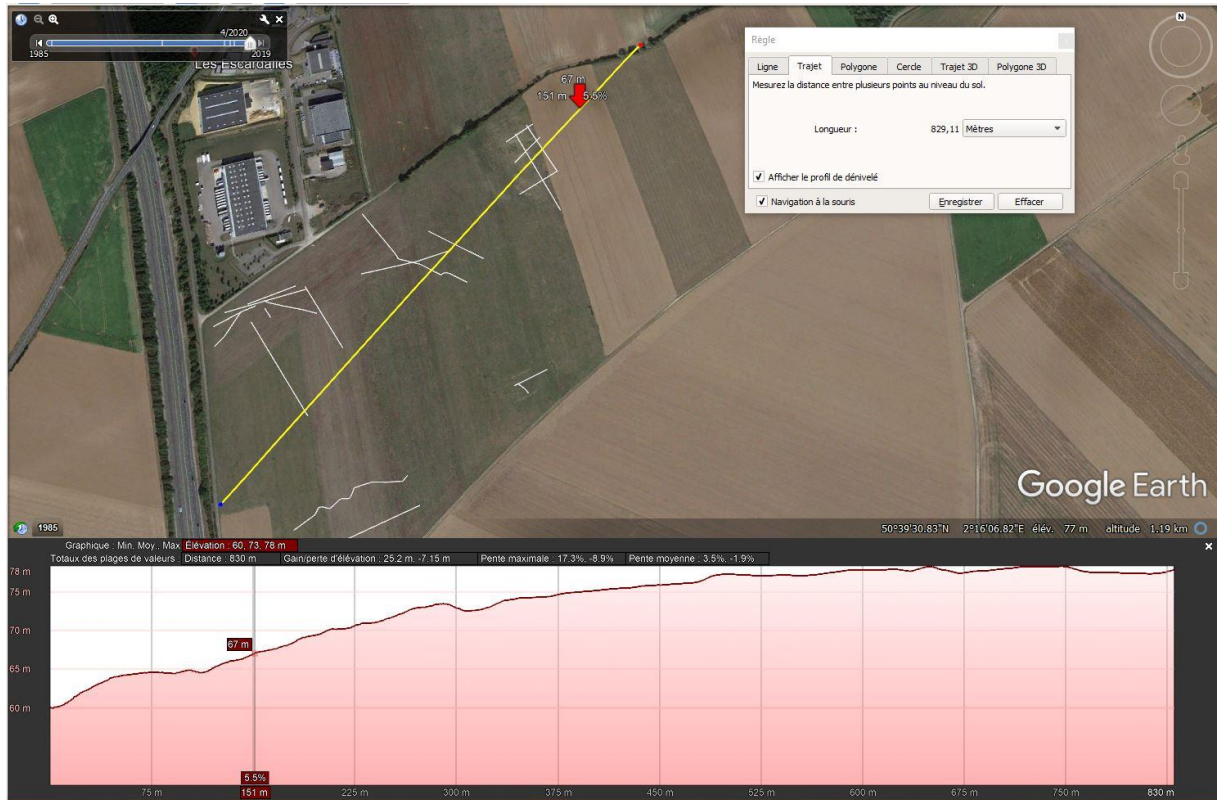 4/2020
1985
2019
Les Escardalles
67 m
151 m
5.5%
N
Règle
Ligne
Trajet
Polygone
Cercle
Trajet 3D
Polygone 3D
Mesurez la distance entre plusieurs points au niveau du sol.
Longueur :
829,11
Mètres
Afficher le profil de dénivelé
Navigation à la souris
Enregistrer
Effacer
Google Earth
1985
50°39'30.83"N 2°16'06.82"E élév. 77 m altitude 1.19 km
Graphique : Min, Moy., Max Élévation : 60, 73, 78 m
Totaux des plages de valeurs : Distance : 830 m Gain/perte d'élévation : 25.2 m, -7.15 m Pente maximale : 17.3%, -8.9% Pente moyenne : 3.5%, -1.9%
78 m
75 m
70 m
67 m
65 m
60 m
5.5%
75 m
151 m
225 m
300 m
375 m
450 m
525 m
600 m
675 m
750 m
830 m